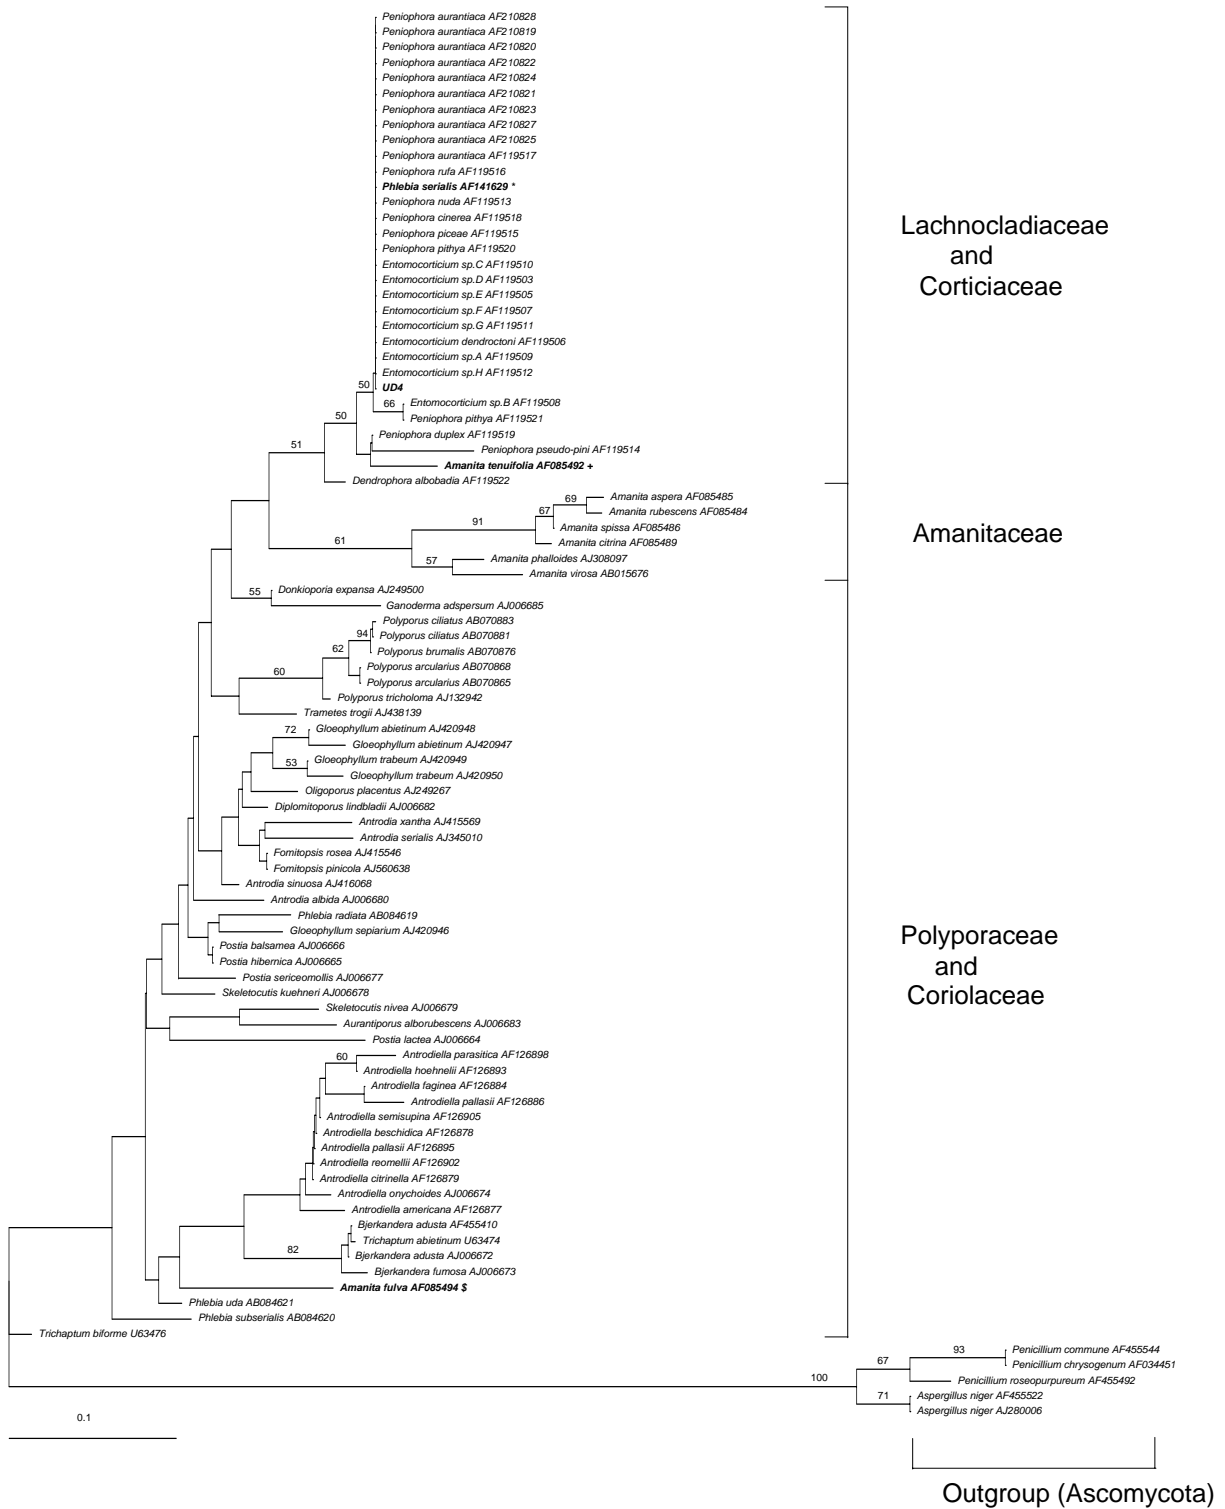 Peniophora aurantiaca AF210828
Peniophora aurantiaca AF210819
Peniophora aurantiaca AF210820
Peniophora aurantiaca AF210822
Peniophora aurantiaca AF210824
Peniophora aurantiaca AF210821
Peniophora aurantiaca AF210823
Peniophora aurantiaca AF210827
Peniophora aurantiaca AF210825
Peniophora aurantiaca AF119517
Peniophora rufa AF119516
Phlebia serialis AF141629 *
Peniophora nuda AF119513
Peniophora cinerea AF119518
Peniophora piceae AF119515
Peniophora pithya AF119520
Entomocorticium sp.C AF119510
Entomocorticium sp.D AF119503
Entomocorticium sp.E AF119505
Entomocorticium sp.F AF119507
Entomocorticium sp.G AF119511
Entomocorticium dendroctoni AF119506
Entomocorticium sp.A AF119509
Entomocorticium sp.H AF119512
50
UD4
66
Entomocorticium sp.B AF119508
Peniophora pithya AF119521
50
Peniophora duplex AF119519
51
Peniophora pseudo-pini AF119514
Amanita tenuifolia AF085492 +
Dendrophora albobadia AF119522
Lachnocladiaceae
and
Corticiaceae
69
Amanita aspera AF085485
67
Amanita rubescens AF085484
91
Amanita spissa AF085486
61
Amanita citrina AF085489
57
Amanita phalloides AJ308097
Amanita virosa AB015676
Amanitaceae
55
Donkioporia expansa AJ249500
Ganoderma adspersum AJ006685
Polyporus ciliatus AB070883
94
Polyporus ciliatus AB070881
62
Polyporus brumalis AB070876
60
Polyporus arcularius AB070868
Polyporus arcularius AB070865
Polyporus tricholoma AJ132942
Trametes trogii AJ438139
72
Gloeophyllum abietinum AJ420948
Gloeophyllum abietinum AJ420947
53
Gloeophyllum trabeum AJ420949
Gloeophyllum trabeum AJ420950
Oligoporus placentus AJ249267
Diplomitoporus lindbladii AJ006682
Antrodia xantha AJ415569
Antrodia serialis AJ345010
Fomitopsis rosea AJ415546
Fomitopsis pinicola AJ560638
Antrodia sinuosa AJ416068
Antrodia albida AJ006680
Phlebia radiata AB084619
Gloeophyllum sepiarium AJ420946
Postia balsamea AJ006666
Postia hibernica AJ006665
Postia sericeomollis AJ006677
Skeletocutis kuehneri AJ006678
Skeletocutis nivea AJ006679
Aurantiporus alborubescens AJ006683
Postia lactea AJ006664
Polyporaceae
and
Coriolaceae
60
Antrodiella parasitica AF126898
Antrodiella hoehnelii AF126893
Antrodiella faginea AF126884
Antrodiella pallasii AF126886
Antrodiella semisupina AF126905
Antrodiella beschidica AF126878
Antrodiella pallasii AF126895
Antrodiella reomellii AF126902
Antrodiella citrinella AF126879
Antrodiella onychoides AJ006674
Antrodiella americana AF126877
Bjerkandera adusta AF455410
82
Trichaptum abietinum U63474
Bjerkandera adusta AJ006672
Bjerkandera fumosa AJ006673
Amanita fulva AF085494 $
Phlebia uda AB084621
Phlebia subserialis AB084620
Trichaptum biforme U63476
93
Penicillium commune AF455544
67
Penicillium chrysogenum AF034451
100
Penicillium roseopurpureum AF455492
71
Aspergillus niger AF455522
Aspergillus niger AJ280006
0.1
Outgroup (Ascomycota)